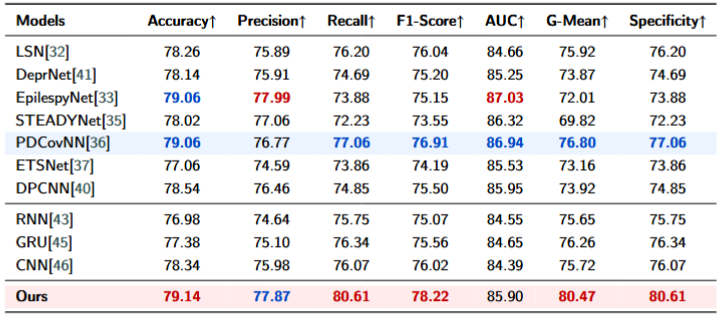 Models Accuracy↑ Precision↑ Recall↑ F1-Score↑ AUC↑ G-Mean↑ Specificity↑
LSN[32] 78.26 75.89 76.20 76.04 84.66 75.92 76.20
DeprNet[41] 78.14 75.91 74.69 75.20 85.25 73.87 74.69
EpilespyNet[33] 79.06 77.99 73.88 75.15 87.03 72.01 73.88
STEADYNet[35] 78.02 77.06 72.23 73.55 86.32 69.82 72.23
PDCovNN[36] 79.06 76.77 77.06 76.91 86.94 76.80 77.06
ETSNet[37] 77.06 74.59 73.86 74.19 85.53 73.16 73.86
DPCNN[40] 78.54 76.46 74.85 75.50 85.95 73.92 74.85
RNN[43] 76.98 74.64 75.75 75.07 84.55 75.65 75.75
GRU[45] 77.38 75.10 76.34 75.56 84.65 76.26 76.34
CNN[46] 78.34 75.98 76.07 76.02 84.39 75.72 76.07
Ours 79.14 77.87 80.61 78.22 85.90 80.47 80.61